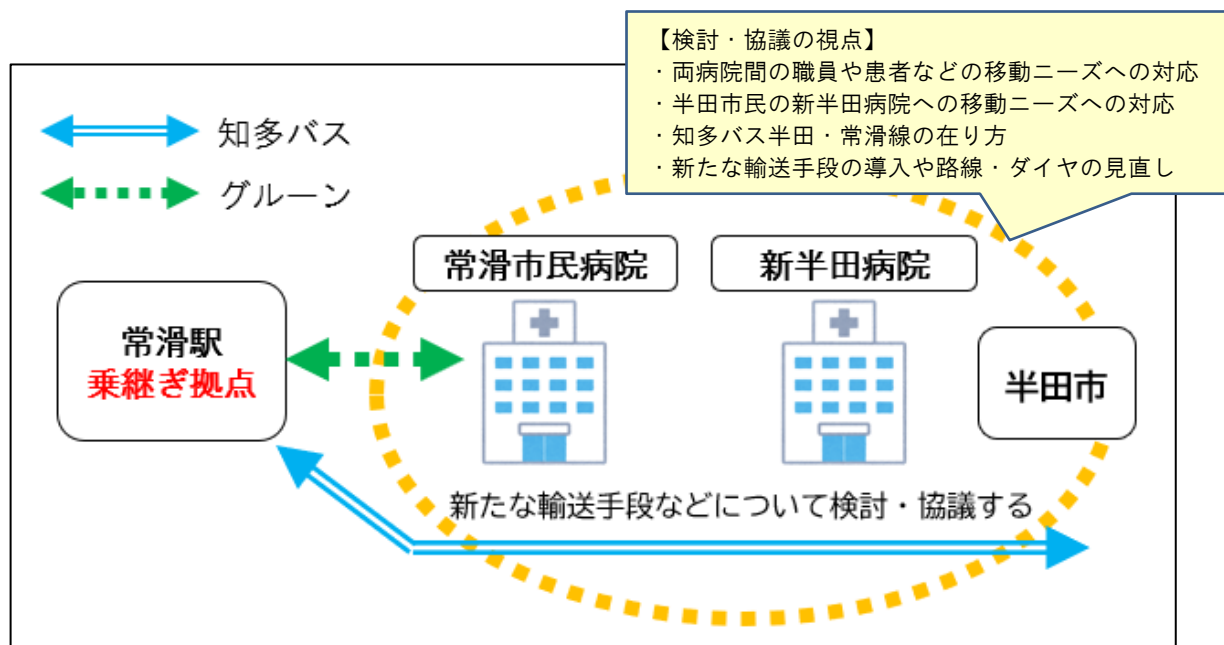 【検討・協議の視点】
・両病院間の職員や患者などの移動ニーズへの対応
・半田市民の新半田病院への移動ニーズへの対応
・知多バス半田・常滑線の在り方
・新たな輸送手段の導入や路線・ダイヤの見直し
知多バス
グルーン
常滑市民病院
新半田病院
常滑駅
乗継ぎ拠点
半田市
新たな輸送手段などについて検討・協議する